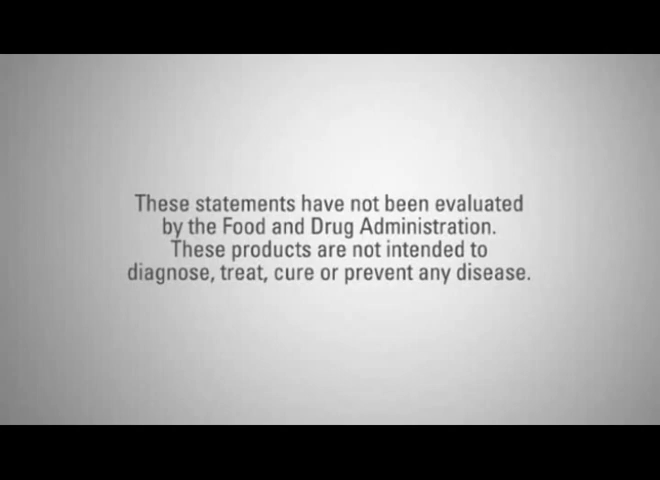 These statements have not been evaluated
by the Food and Drug Administration.
These products are not intended to
diagnose, treat, cure or prevent any disease.